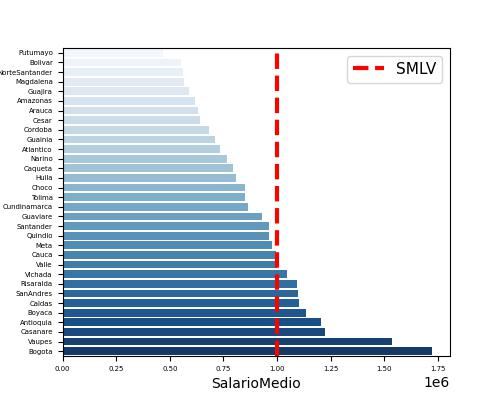 Putumayo
Bolivar
NorteSantander
Magdalena
Guajira
Amazonas
Arauca
Cesar
Cordoba
Guainia
Atlantico
Narino
Caqueta
Huila
Choco
Tolima
Cundinamarca
Guaviare
Santander
Quindio
Meta
Cauca
Valle
Vichada
Risaralda
SanAndres
Caldas
Boyaca
Antioquia
Casanare
Vaupes
Bogota
SMLV
0.00 0.25 0.50 0.75 1.00 1.25 1.50 1.75
SalarioMedio
1e6